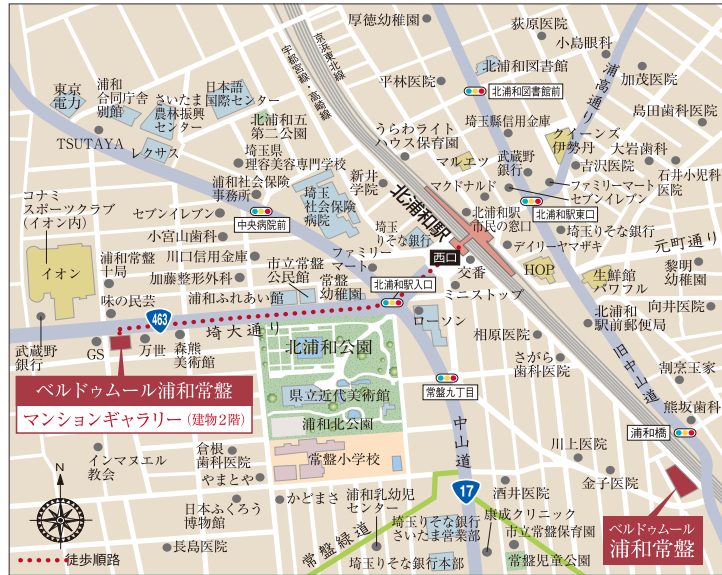 厚徳幼稚園
荻原医院
小島眼科
宇都宮線・高崎線
京浜東北線
浦高通り
北浦和図書館
平林医院
加茂医院
北浦和図書館前
東京
電力
浦和
合同庁舎
別館
さいたま
農林振興
センター
日本語
国際センター
島田歯科医院
北浦和五
第二公園
埼玉縣信用金庫
TSUTAYA
レクサス
うらわライト
ハウス保育園
クイーンズ
伊勢丹
大岩歯科
埼玉県
理容美容専門学校
マルエツ
武蔵野
銀行
吉沢医院
石井小児科
医院
浦和社会保険
事務所
新井
学院
マクドナルド
ファミリーマート
セブンイレブン
コナミ
スポーツクラブ
(イオン内)
埼玉
社会保険
病院
北浦和駅
セブンイレブン
中央病院前
北浦和駅
市民の窓口
北浦和駅東口
小宮山歯科
埼玉
りそな銀行
埼玉りそな銀行
デイリーヤマザキ
元町通り
イオン
浦和常盤
十局
川口信用金庫
ファミリー
マート
西口
交番
HOP
生鮮館
パワフル
黎明
幼稚園
加藤整形外科
市立常盤
公民館
常盤
幼稚園
北浦和駅入口
ミニストップ
味の民芸
浦和ふれあい館
向井医院
463
埼大通り
ローソン
北浦和
駅前郵便局
武蔵野
銀行
GS
万世
森熊
美術館
北浦和公園
相原医院
旧中山道
さがら
歯科医院
割烹玉家
ベルドゥムール浦和常盤
マンションギャラリー(建物2階)
県立近代美術館
常盤九丁目
熊坂歯科
浦和北公園
中山道
浦和橋
インマヌエル
教会
倉根
歯科医院
常盤小学校
川上医院
やまとや
金子医院
N
17
かどまさ
浦和乳幼児
センター
酒井医院
日本ふくろう
博物館
康成クリニック
ベルドゥムール
浦和常盤
常盤緑道
埼玉りそな銀行
さいたま営業部
市立常盤保育園
長島医院
徒歩順路
埼玉りそな銀行本部
常盤児童公園